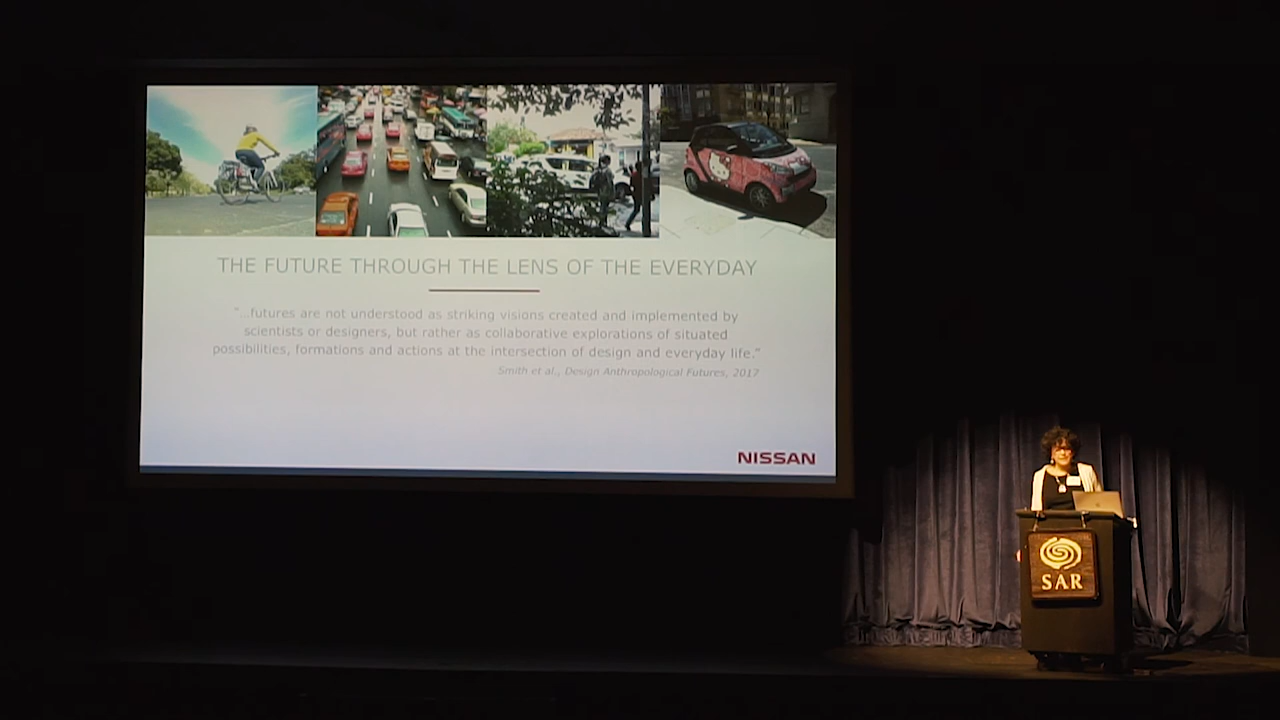 THE FUTURE THROUGH THE LENS OF THE EVERYDAY
"...futures are not understood as striking visions created and implemented by
scientists or designers, but rather as collaborative explorations of situated
possibilities, formations and actions at the intersection of design and everyday life."
Smith et al., Design Anthropological Futures, 2017
NISSAN
SAR